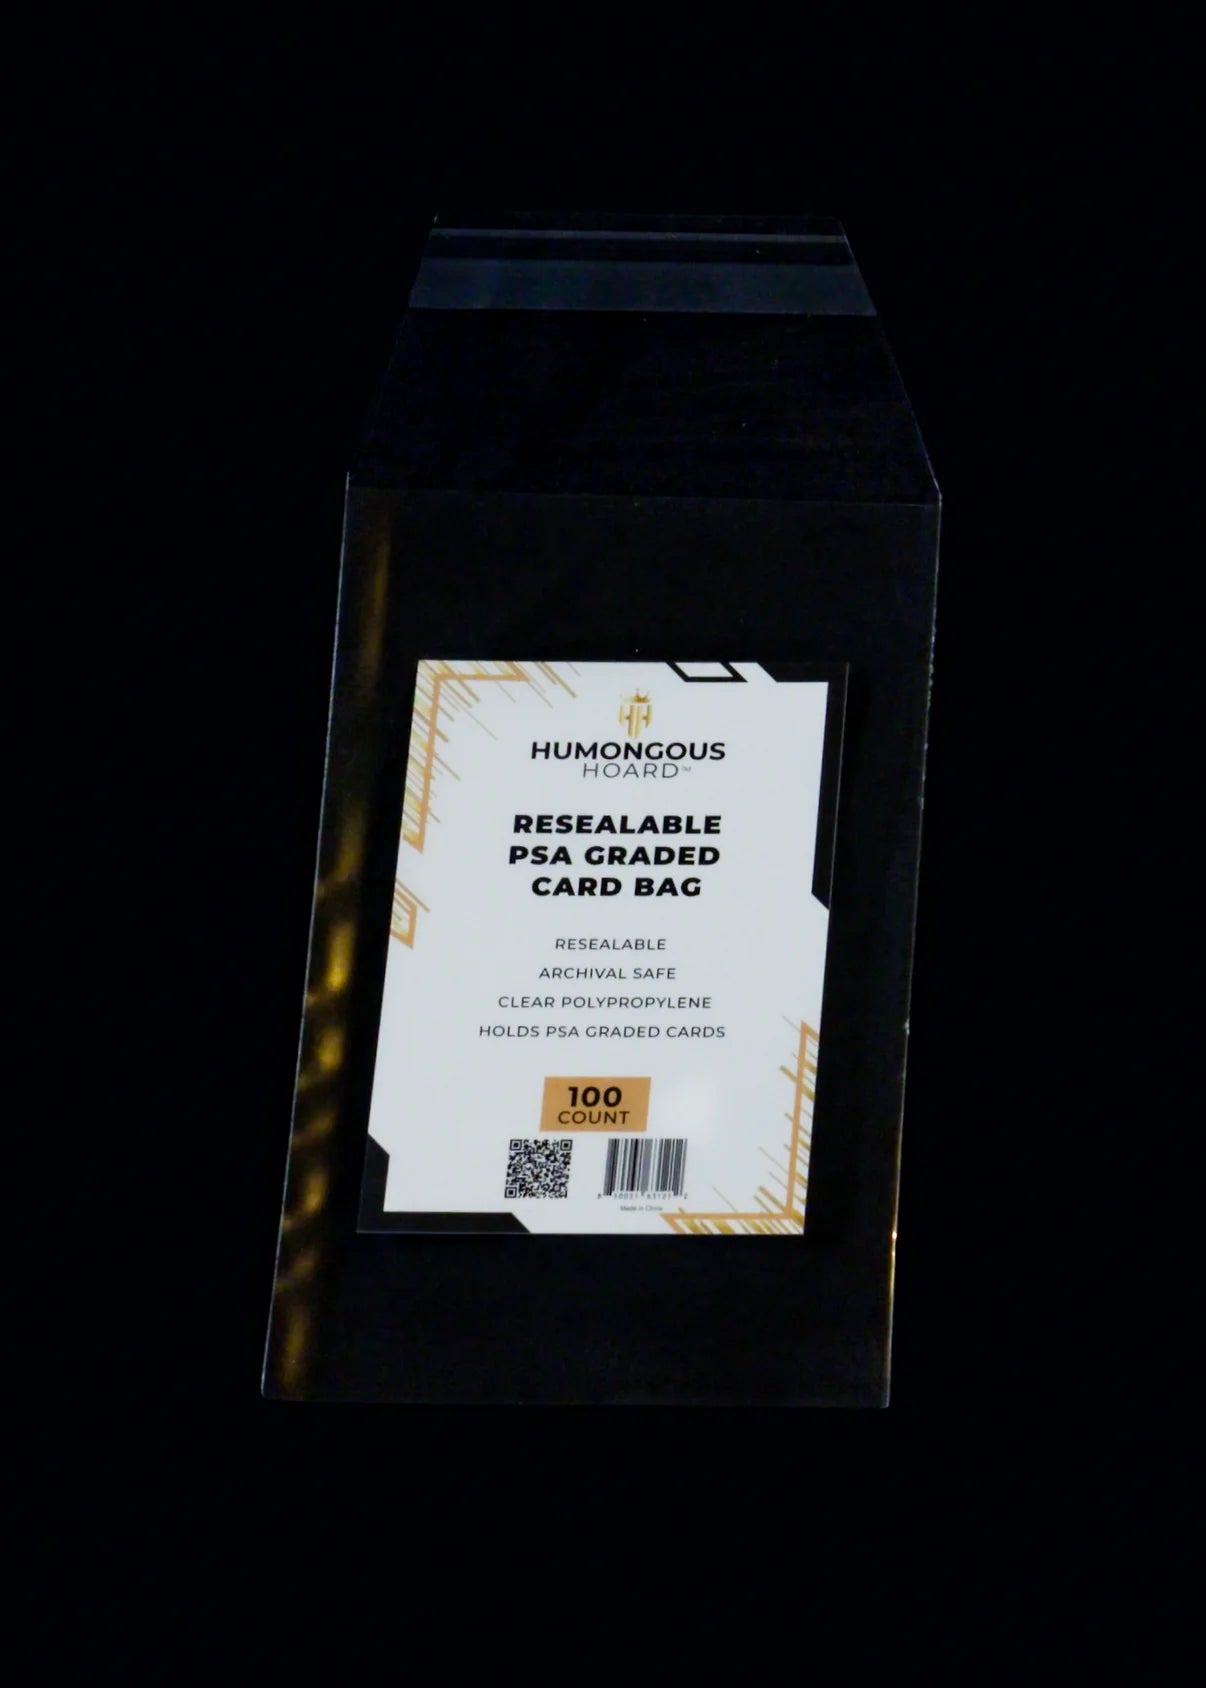 HUMONGOUS
HOARD™
RESEALABLE
PSA GRADED
CARD BAG
RESEALABLE
ARCHIVAL SAFE
CLEAR POLYPROPYLENE
HOLDS PSA GRADED CARDS
100
COUNT
Made in China